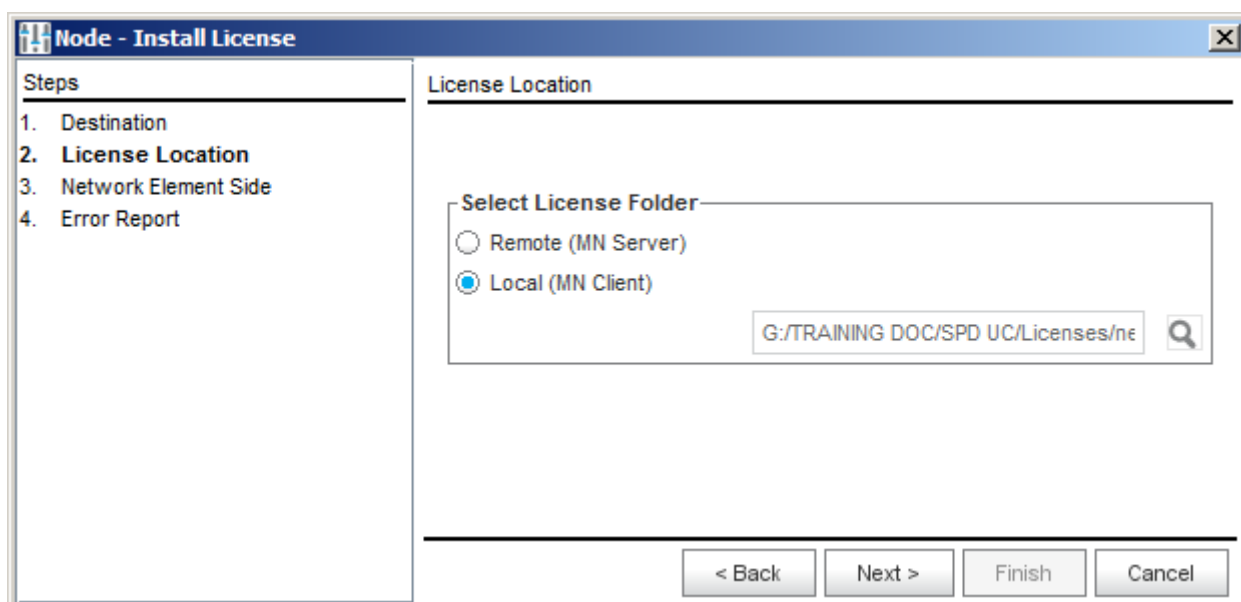 Node - Install License
Steps
1. Destination
2. License Location
3. Network Element Side
4. Error Report
License Location
Select License Folder
Remote (MN Server)
Local (MN Client)
G:/TRAINING DOC/SPD UC/Licenses/ne
< Back Next > Finish Cancel